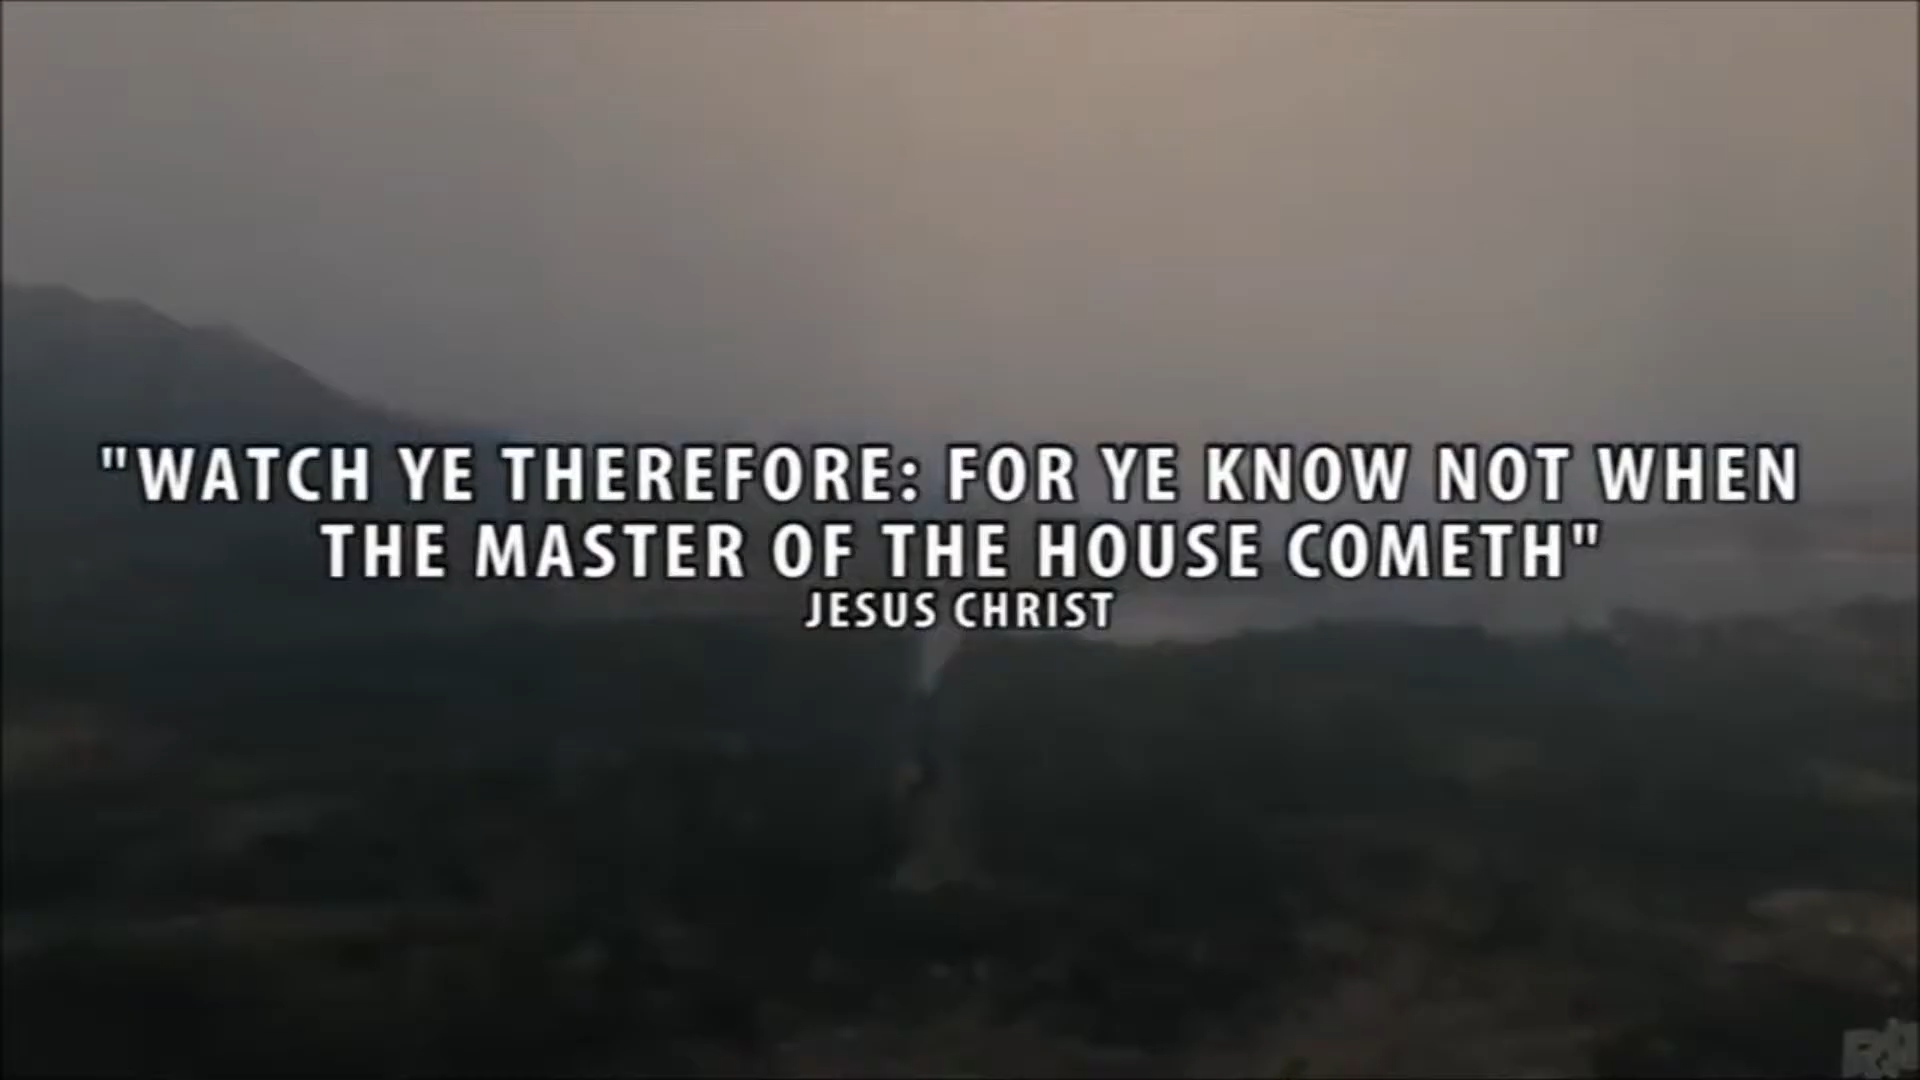 "WATCH YE THEREFORE: FOR YE KNOW NOT WHEN
THE MASTER OF THE HOUSE COMETH"
JESUS CHRIST